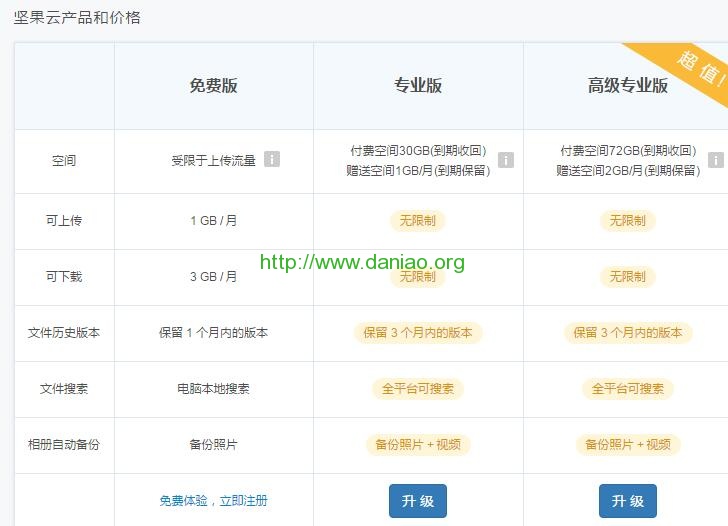 坚果云产品和价格
超值!
免费版
专业版
高级专业版
空间
受限于上传流量 i
付费空间30GB(到期收回)
赠送空间1GB/月(到期保留)
i
付费空间72GB(到期收回)
赠送空间2GB/月(到期保留)
i
可上传
1 GB / 月
无限制
无限制
http://www.daniao.org
可下载
3 GB / 月
无限制
无限制
文件历史版本
保留 1 个月内的版本
保留 3 个月内的版本
保留 3 个月内的版本
文件搜索
电脑本地搜索
全平台可搜索
全平台可搜索
相册自动备份
备份照片
备份照片 + 视频
备份照片 + 视频
免费体验，立即注册
升 级
升 级